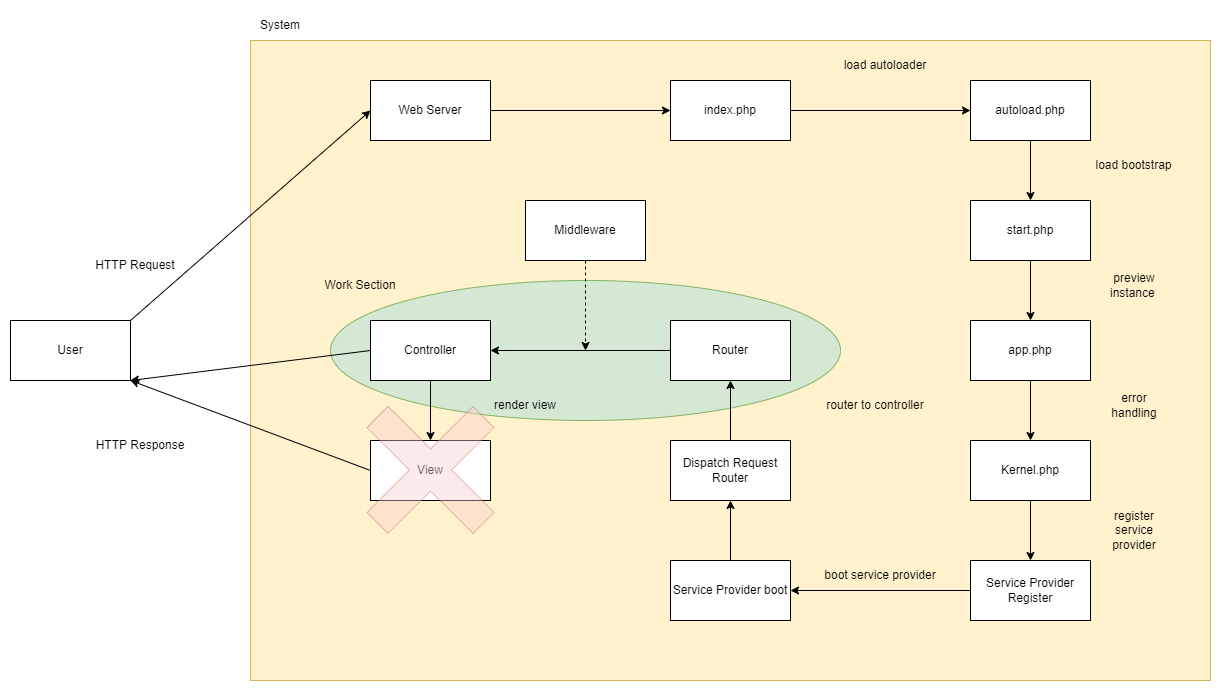 System
load autoloader
Web Server
index.php
autoload.php
load bootstrap
Middleware
start.php
HTTP Request
Work Section
preview
instance
User
Controller
Router
app.php
render view
router to controller
error
handling
HTTP Response
View
Dispatch Request
Router
Kernel.php
register
service
provider
boot service provider
Service Provider boot
Service Provider
Register